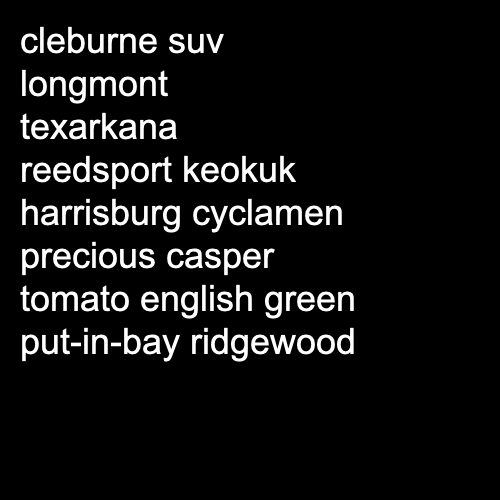 cleburne suv
longmont
texarkana
reedsport keokuk
harrisburg cyclamen
precious casper
tomato english green
put-in-bay ridgewood